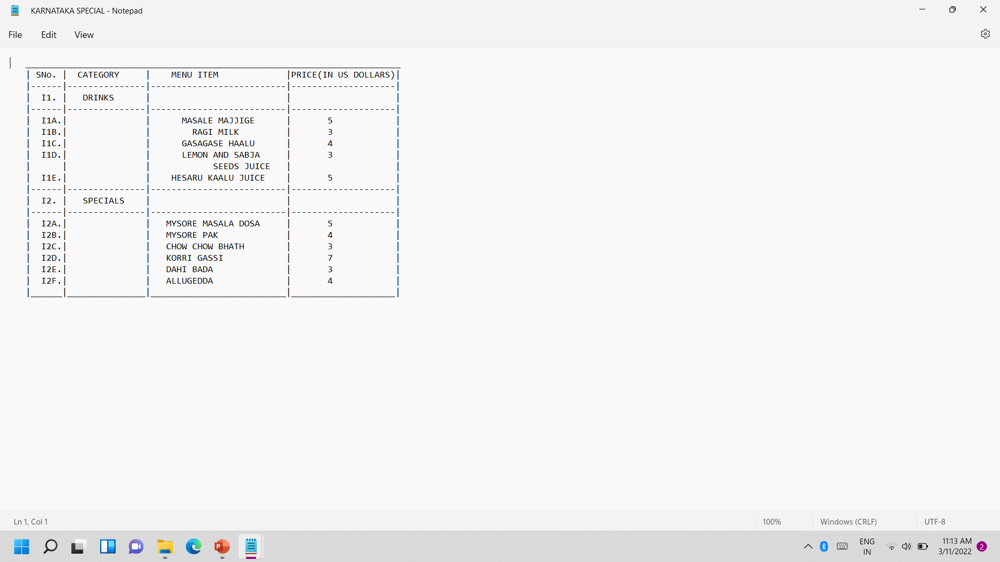 KARNATAKA SPECIAL - Notepad
File Edit View
SNo. | CATEGORY | MENU ITEM |PRICE(IN US DOLLARS)|
|------|---------------|--------------------------|--------------------|
| I1. | DRINKS | | |
|------|---------------|--------------------------|--------------------|
| I1A.| | MASALE MAJJIGE | 5 |
| I1B.| | RAGI MILK | 3 |
| I1C.| | GASAGASE HAALU | 4 |
| I1D.| | LEMON AND SABJA | 3 |
| | | SEEDS JUICE | |
| I1E.| | HESARU KAALU JUICE | 5 |
|------|---------------|--------------------------|--------------------|
| I2. | SPECIALS | | |
|------|---------------|--------------------------|--------------------|
| I2A.| | MYSORE MASALA DOSA | 5 |
| I2B.| | MYSORE PAK | 4 |
| I2C.| | CHOW CHOW BHATH | 3 |
| I2D.| | KORRI GASSI | 7 |
| I2E.| | DAHI BADA | 3 |
| I2F.| | ALLUGEDDA | 4 |
|______|_______________|__________________________|____________________|
Ln 1, Col 1 100% Windows (CRLF) UTF-8
ENG 11:13 AM
IN 3/11/2022 2